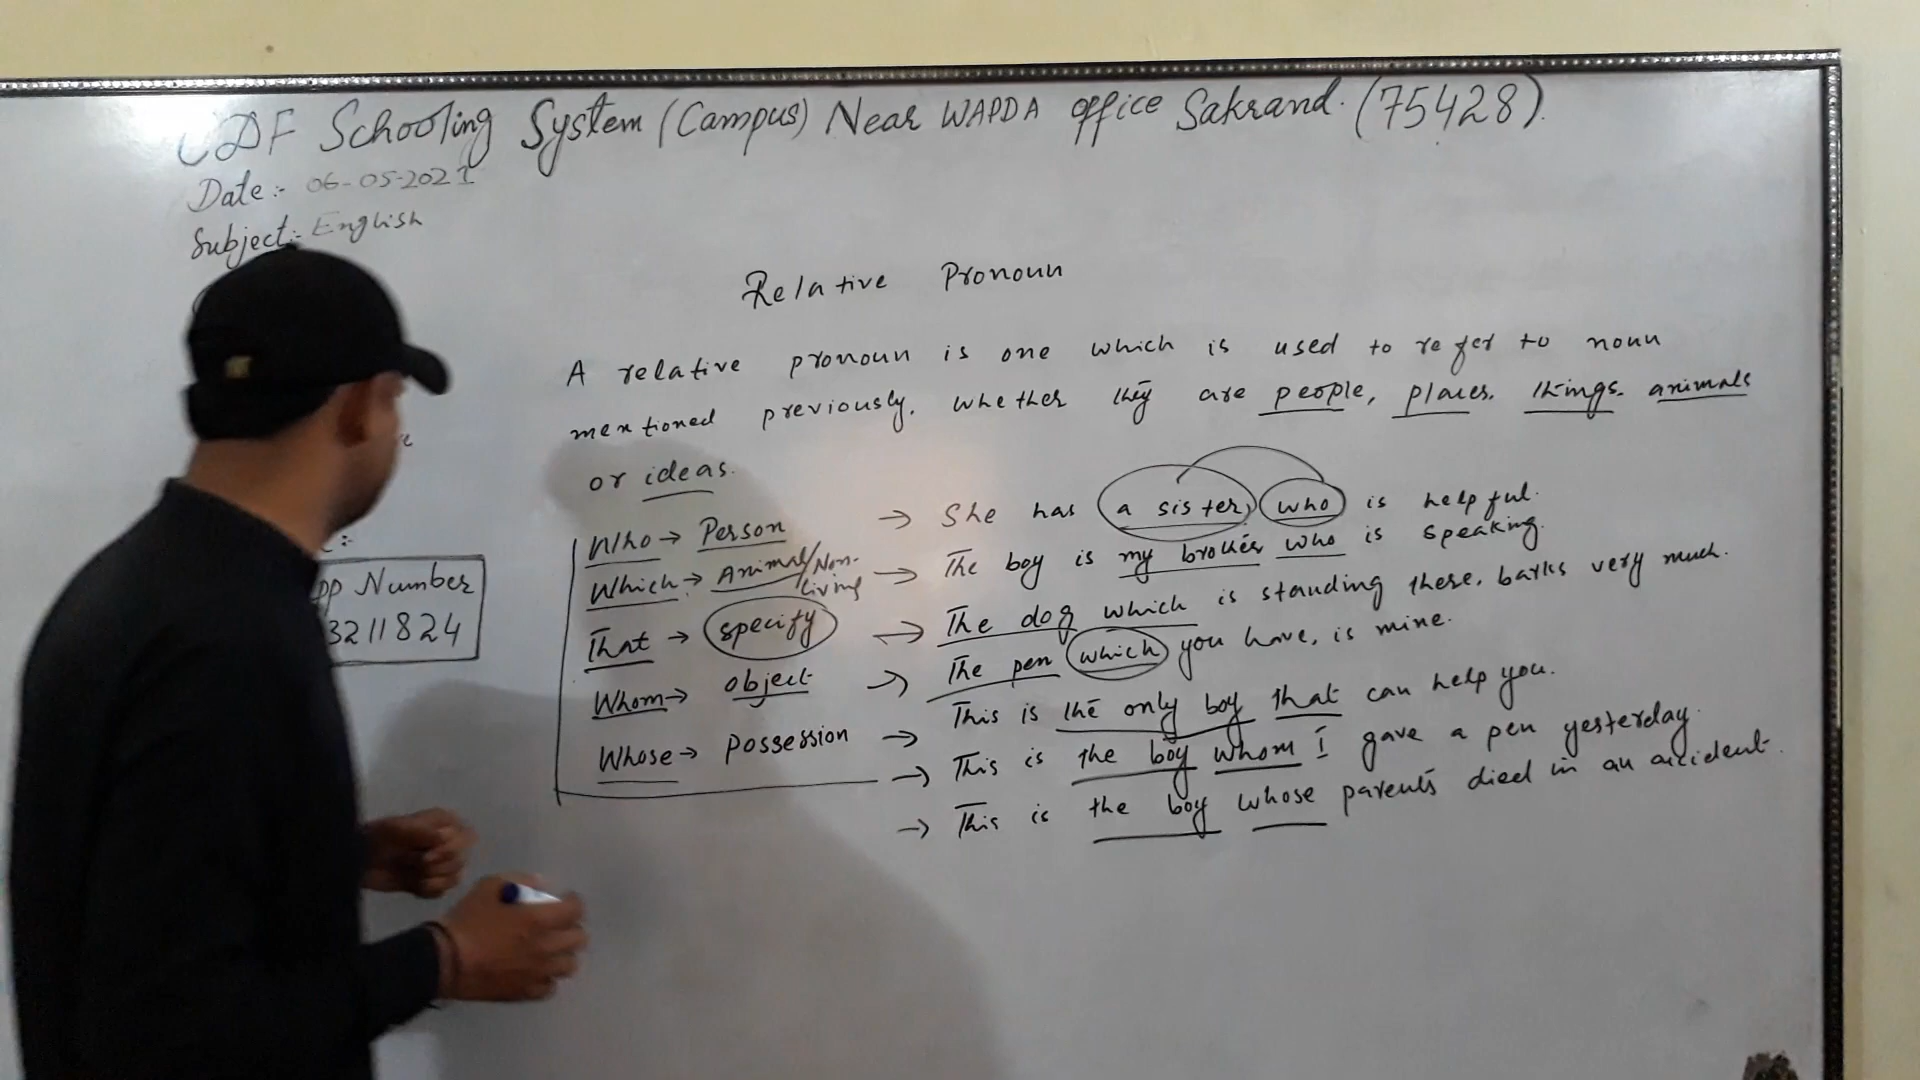 CDF Schooling System (Campus) Near WAPDA office Sakrand. (75428).
Date :- 06-05-2021
Subject:- English
Relative Pronoun
A relative pronoun is one which is used to refer to noun
mentioned previously, whether they are people, places, things, animals
or ideas.
Who → Person
Which → Animal/Non-living
That → specify
Whom → object
Whose → possession
→ She has a sister, who is helpful.
→ The boy is my brother who is speaking.
→ The dog which is standing there, barks very much.
→ The pen which you have, is mine.
→ This is the only boy that can help you.
→ This is the boy whom I gave a pen yesterday.
→ This is the boy whose parents died in an accident.
Number
3211824